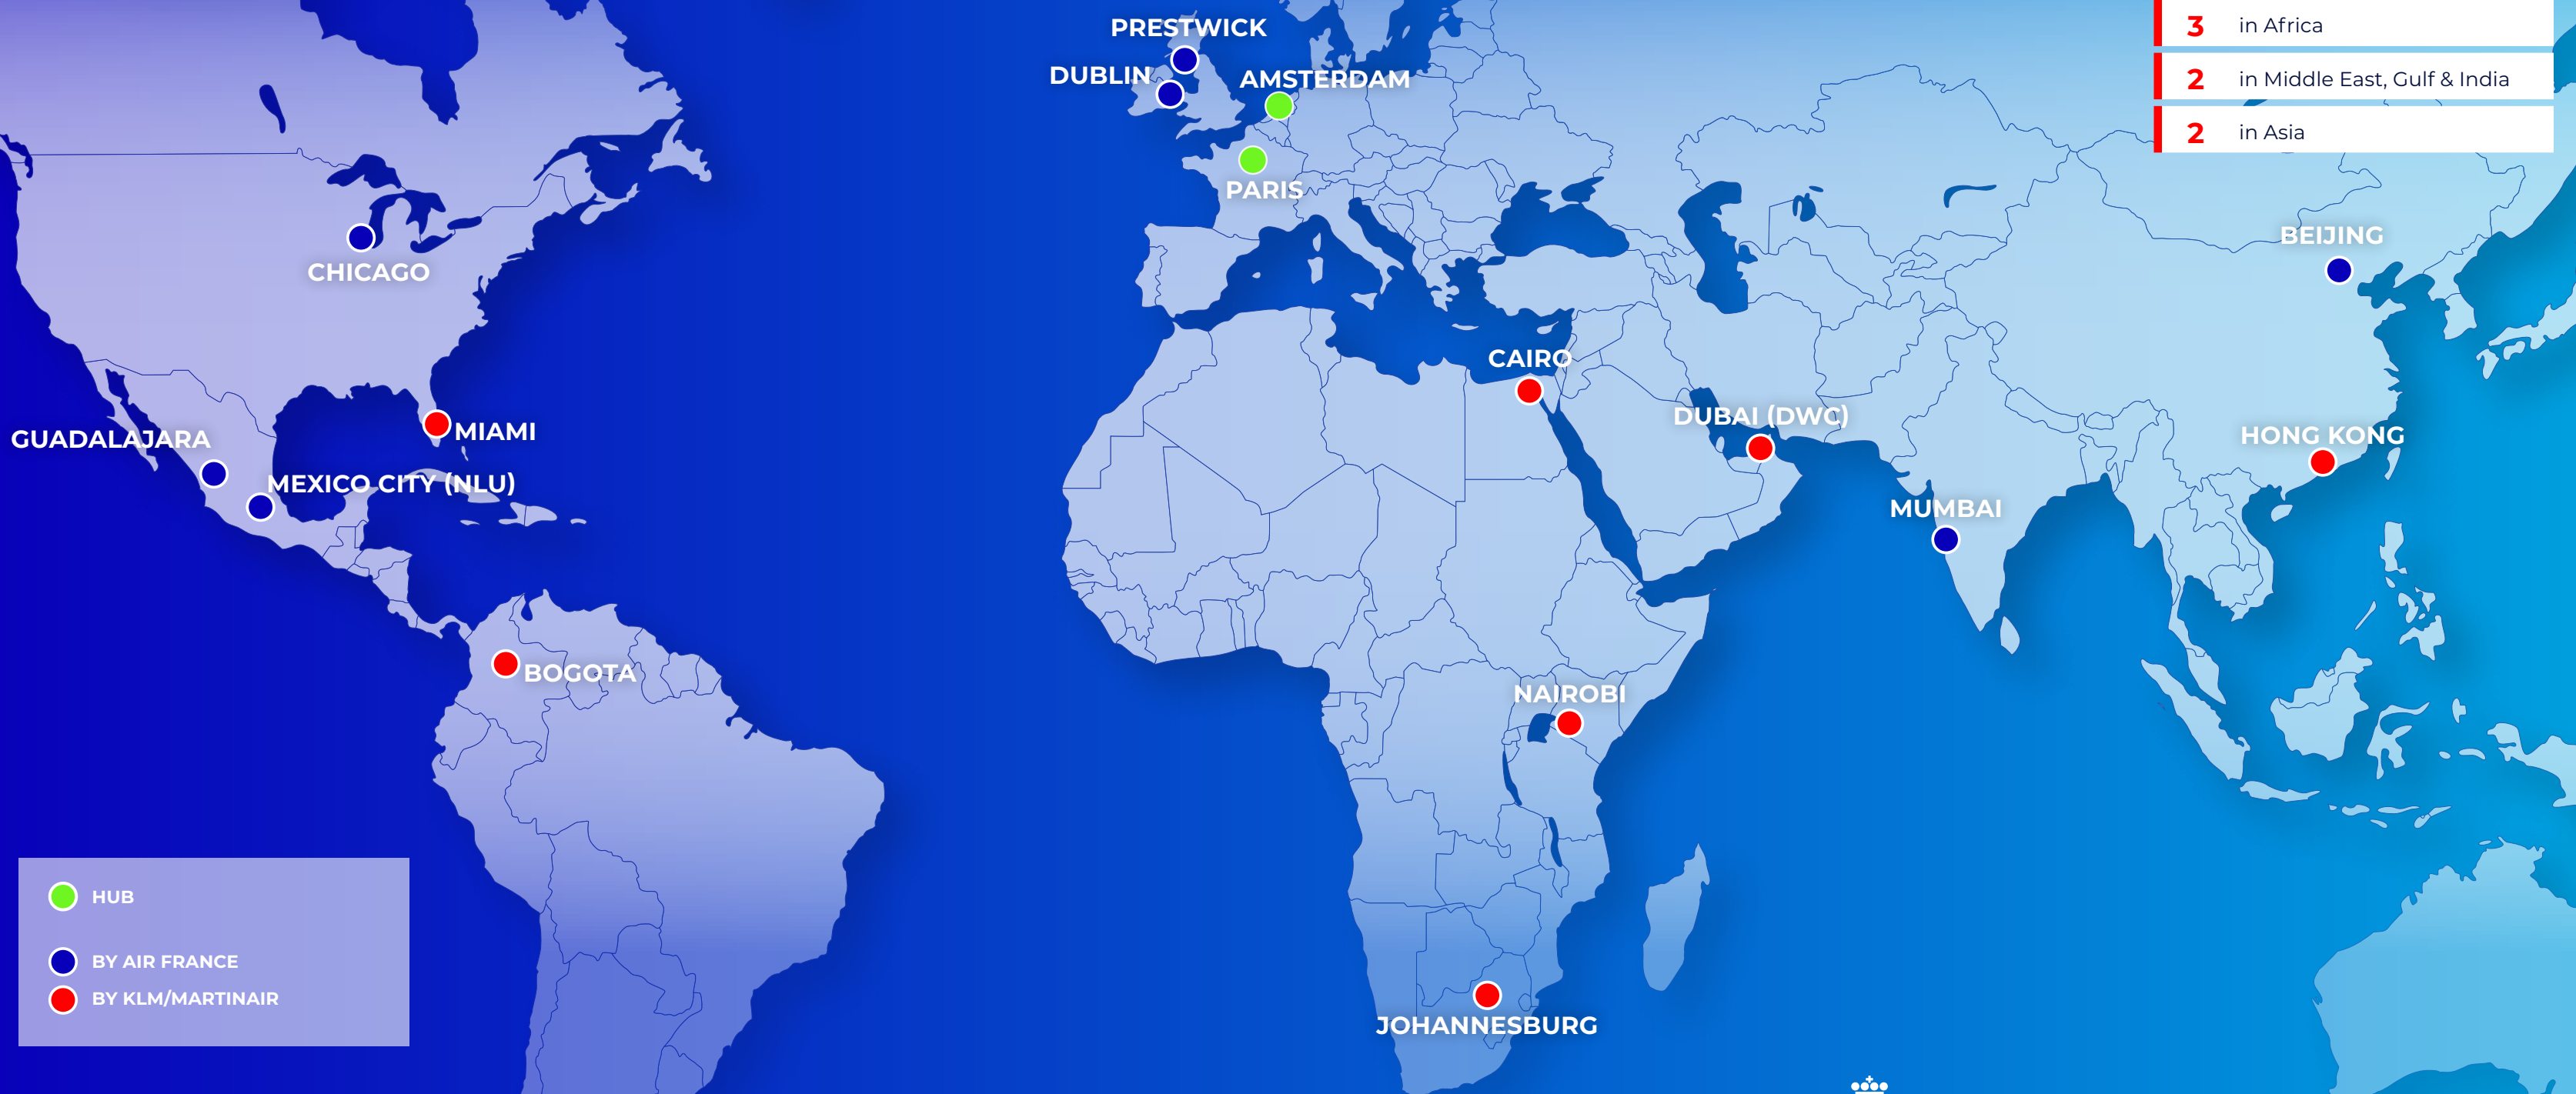 PRESTWICK
3 in Africa
DUBLIN
AMSTERDAM
2 in Middle East, Gulf & India
2 in Asia
PARIS
BEIJING
CHICAGO
CAIRO
DUBAI (DWC)
MIAMI
GUADALAJARA
HONG KONG
MEXICO CITY (NLU)
MUMBAI
BOGOTA
NAIROBI
HUB
BY AIR FRANCE
BY KLM/MARTINAIR
JOHANNESBURG